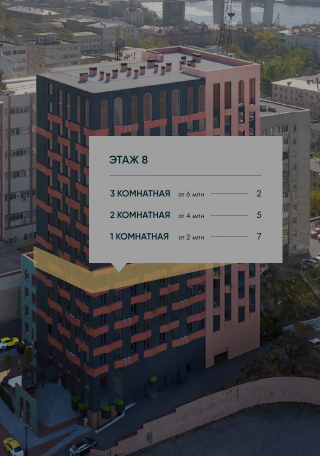 ЭТАЖ 8
3 КОМНАТНАЯ от 6 млн 2
2 КОМНАТНАЯ от 4 млн 5
1 КОМНАТНАЯ от 2 млн 7